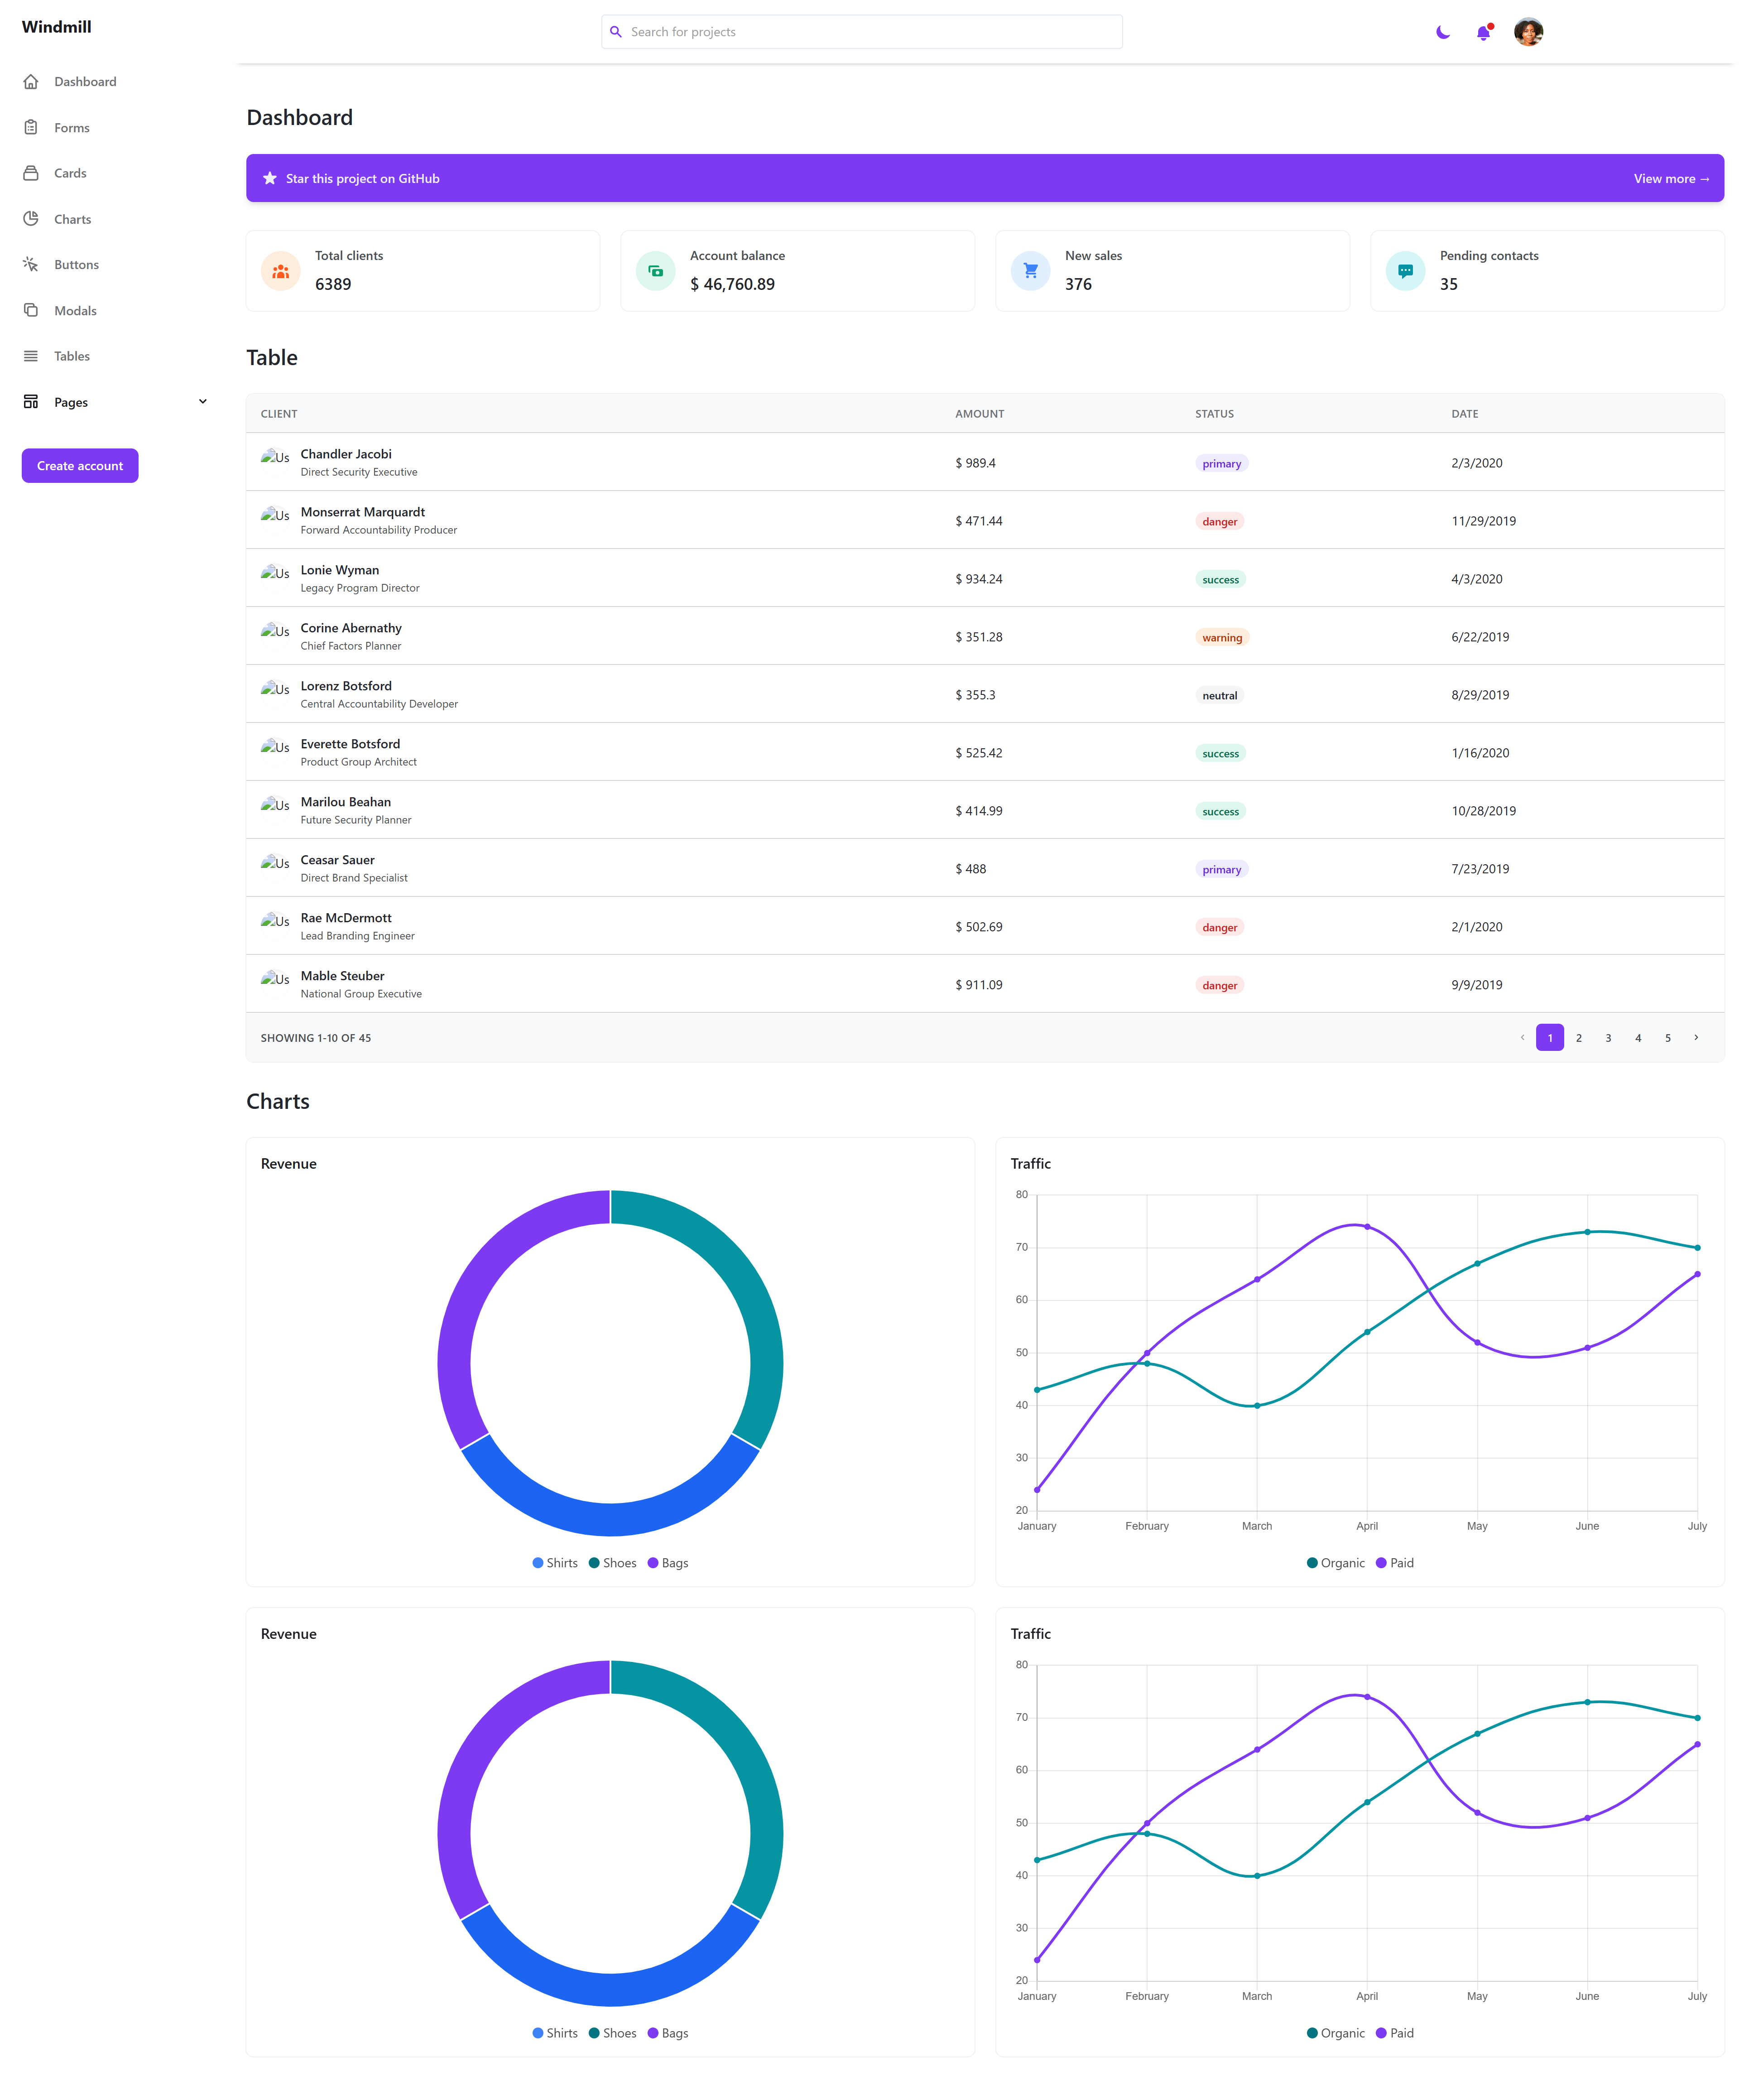 Windmill
Search for projects
Dashboard
Forms
Cards
Charts
Buttons
Modals
Tables
Pages
Create account
Dashboard
Star this project on GitHub
View more →
Total clients
6389
Account balance
$ 46,760.89
New sales
376
Pending contacts
35
Table
CLIENT AMOUNT STATUS DATE
Us Chandler Jacobi
Direct Security Executive
$ 989.4 primary 2/3/2020
Us Monserrat Marquardt
Forward Accountability Producer
$ 471.44 danger 11/29/2019
Us Lonie Wyman
Legacy Program Director
$ 934.24 success 4/3/2020
Us Corine Abernathy
Chief Factors Planner
$ 351.28 warning 6/22/2019
Us Lorenz Botsford
Central Accountability Developer
$ 355.3 neutral 8/29/2019
Us Everette Botsford
Product Group Architect
$ 525.42 success 1/16/2020
Us Marilou Beahan
Future Security Planner
$ 414.99 success 10/28/2019
Us Ceasar Sauer
Direct Brand Specialist
$ 488 primary 7/23/2019
Us Rae McDermott
Lead Branding Engineer
$ 502.69 danger 2/1/2020
Us Mable Steuber
National Group Executive
$ 911.09 danger 9/9/2019
SHOWING 1-10 OF 45
1 2 3 4 5
Charts
Revenue
Shirts Shoes Bags
Traffic
80
70
60
50
40
30
20
January February March April May June July
Organic Paid
Revenue
Shirts Shoes Bags
Traffic
80
70
60
50
40
30
20
January February March April May June July
Organic Paid